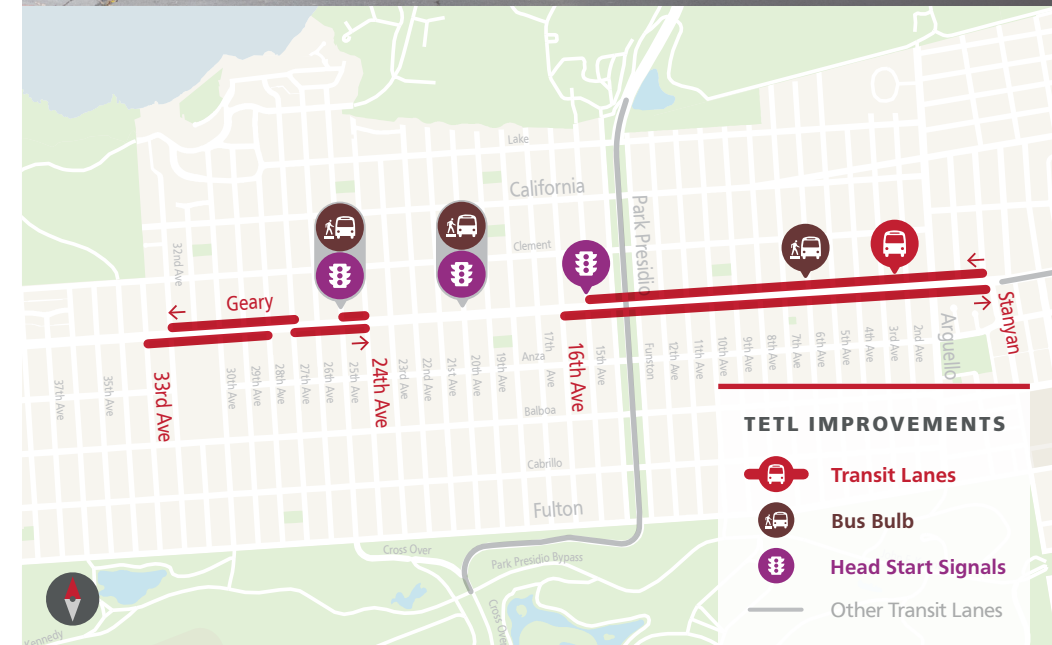 Lake
California
Park Presidio
32nd Ave
Clement
Geary
Stanyan
Arguello
2nd Ave
3rd Ave
4th Ave
5th Ave
6th Ave
7th Ave
8th Ave
9th Ave
10th Ave
11th Ave
12th Ave
Funston
15th Ave
16th Ave
17th Ave
Anza
19th Ave
20th Ave
21st Ave
22nd Ave
23rd Ave
24th Ave
25th Ave
26th Ave
27th Ave
28th Ave
29th Ave
30th Ave
33rd Ave
35th Ave
37th Ave
Balboa
Cabrillo
Fulton
Cross Over
Park Presidio Bypass
Cross Over
Kennedy
TETL IMPROVEMENTS
Transit Lanes
Bus Bulb
Head Start Signals
Other Transit Lanes